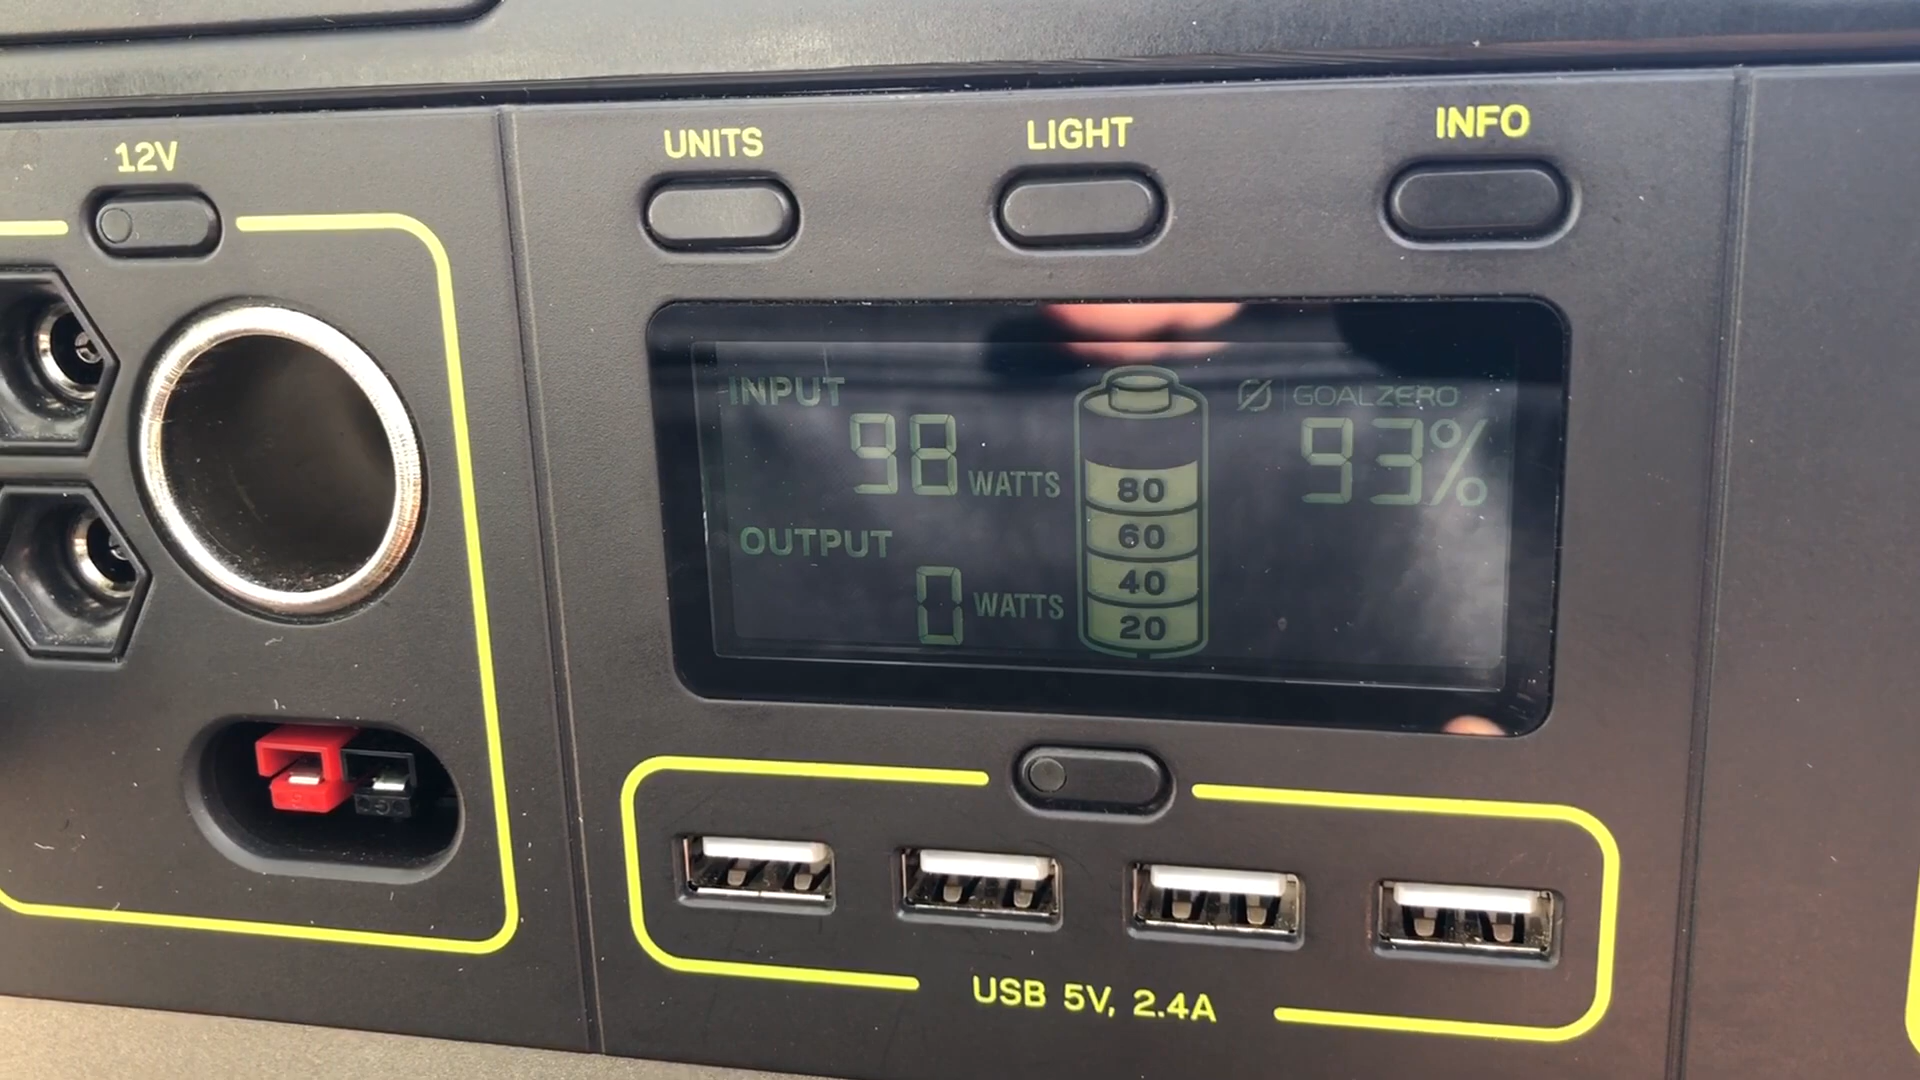 12V
UNITS
LIGHT
INFO
INPUT
98 WATTS
GOALZERO
93%
OUTPUT
0 WATTS
80
60
40
20
USB 5V, 2.4A